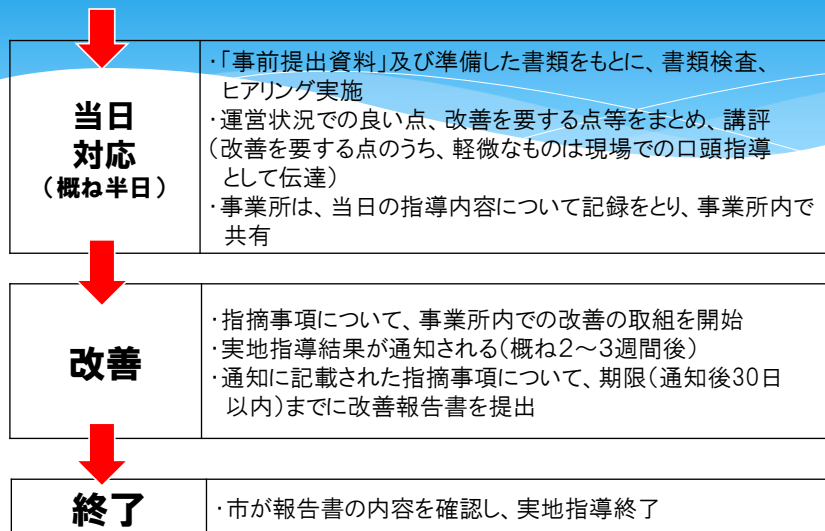 当日
対応
（概ね半日）
・「事前提出資料」及び準備した書類をもとに、書類検査、
ヒアリング実施
・運営状況での良い点、改善を要する点等をまとめ、講評
（改善を要する点のうち、軽微なものは現場での口頭指導
として伝達）
・事業所は、当日の指導内容について記録をとり、事業所内で
共有
改善
・指摘事項について、事業所内での改善の取組を開始
・実地指導結果が通知される（概ね２～３週間後）
・通知に記載された指摘事項について、期限（通知後30日
以内）までに改善報告書を提出
終了
・市が報告書の内容を確認し、実地指導終了